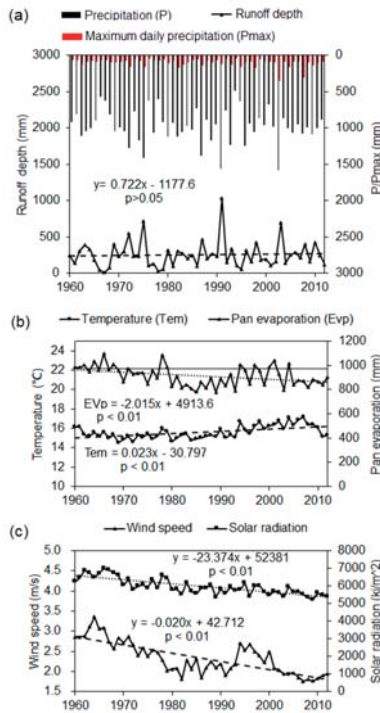 (a)
Precipitation (P) Runoff depth
Maximum daily precipitation (Pmax)
3000 0
2500 500
2000 1000
1500 1500
1000 2000
500 2500
0 3000
Runoff depth (mm)
P/Pmax (mm)
y= 0.722x - 1177.6
p>0.05
1960 1970 1980 1990 2000 2010
(b)
Temperature (Tem) Pan evaporation (Evp)
24 1000
22 800
20 600
18 400
16 200
14 0
Temperature (℃)
Pan evaporation (mm)
EVp = -2.015x + 4913.6
p < 0.01
Tem = 0.023x - 30.797
p < 0.01
1960 1970 1980 1990 2000 2010
(c)
Wind speed Solar radiation
5.0 8000
4.5 7000
4.0 6000
3.5 5000
3.0 4000
2.5 3000
2.0 2000
1.5 1000
0
Wind speed (m/s)
Solar radiation (kj/m^2)
y = -23.374x + 52381
p < 0.01
y = -0.020x + 42.712
p < 0.01
1960 1970 1980 1990 2000 2010